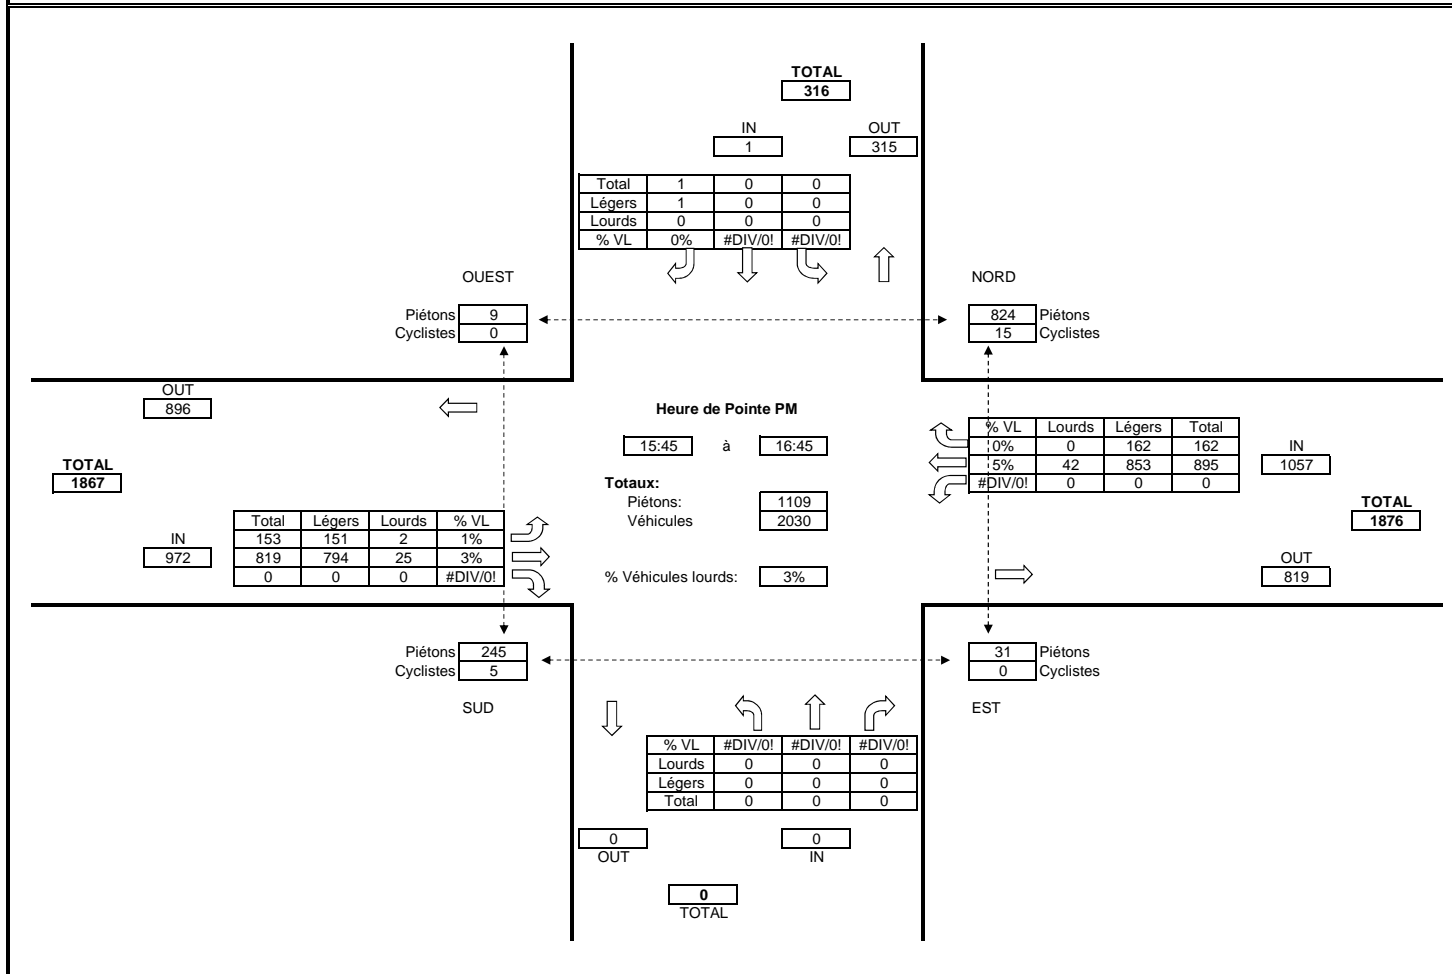 TOTAL
316
IN OUT
1 315
Total 1 0 0
Légers 1 0 0
Lourds 0 0 0
% VL 0% #DIV/0! #DIV/0!
OUEST NORD
Piétons 9 824 Piétons
Cyclistes 0 15 Cyclistes
OUT
896
Heure de Pointe PM
15:45 à 16:45
% VL Lourds Légers Total
0% 0 162 162
5% 42 853 895
#DIV/0! 0 0 0
IN
1057
TOTAL
1867
Totaux:
Piétons: 1109
Véhicules 2030
TOTAL
1876
IN
972
Total Légers Lourds % VL
153 151 2 1%
819 794 25 3%
0 0 0 #DIV/0!
% Véhicules lourds: 3%
OUT
819
Piétons 245 31 Piétons
Cyclistes 5 0 Cyclistes
SUD EST
% VL #DIV/0! #DIV/0! #DIV/0!
Lourds 0 0 0
Légers 0 0 0
Total 0 0 0
0 0
OUT IN
0
TOTAL